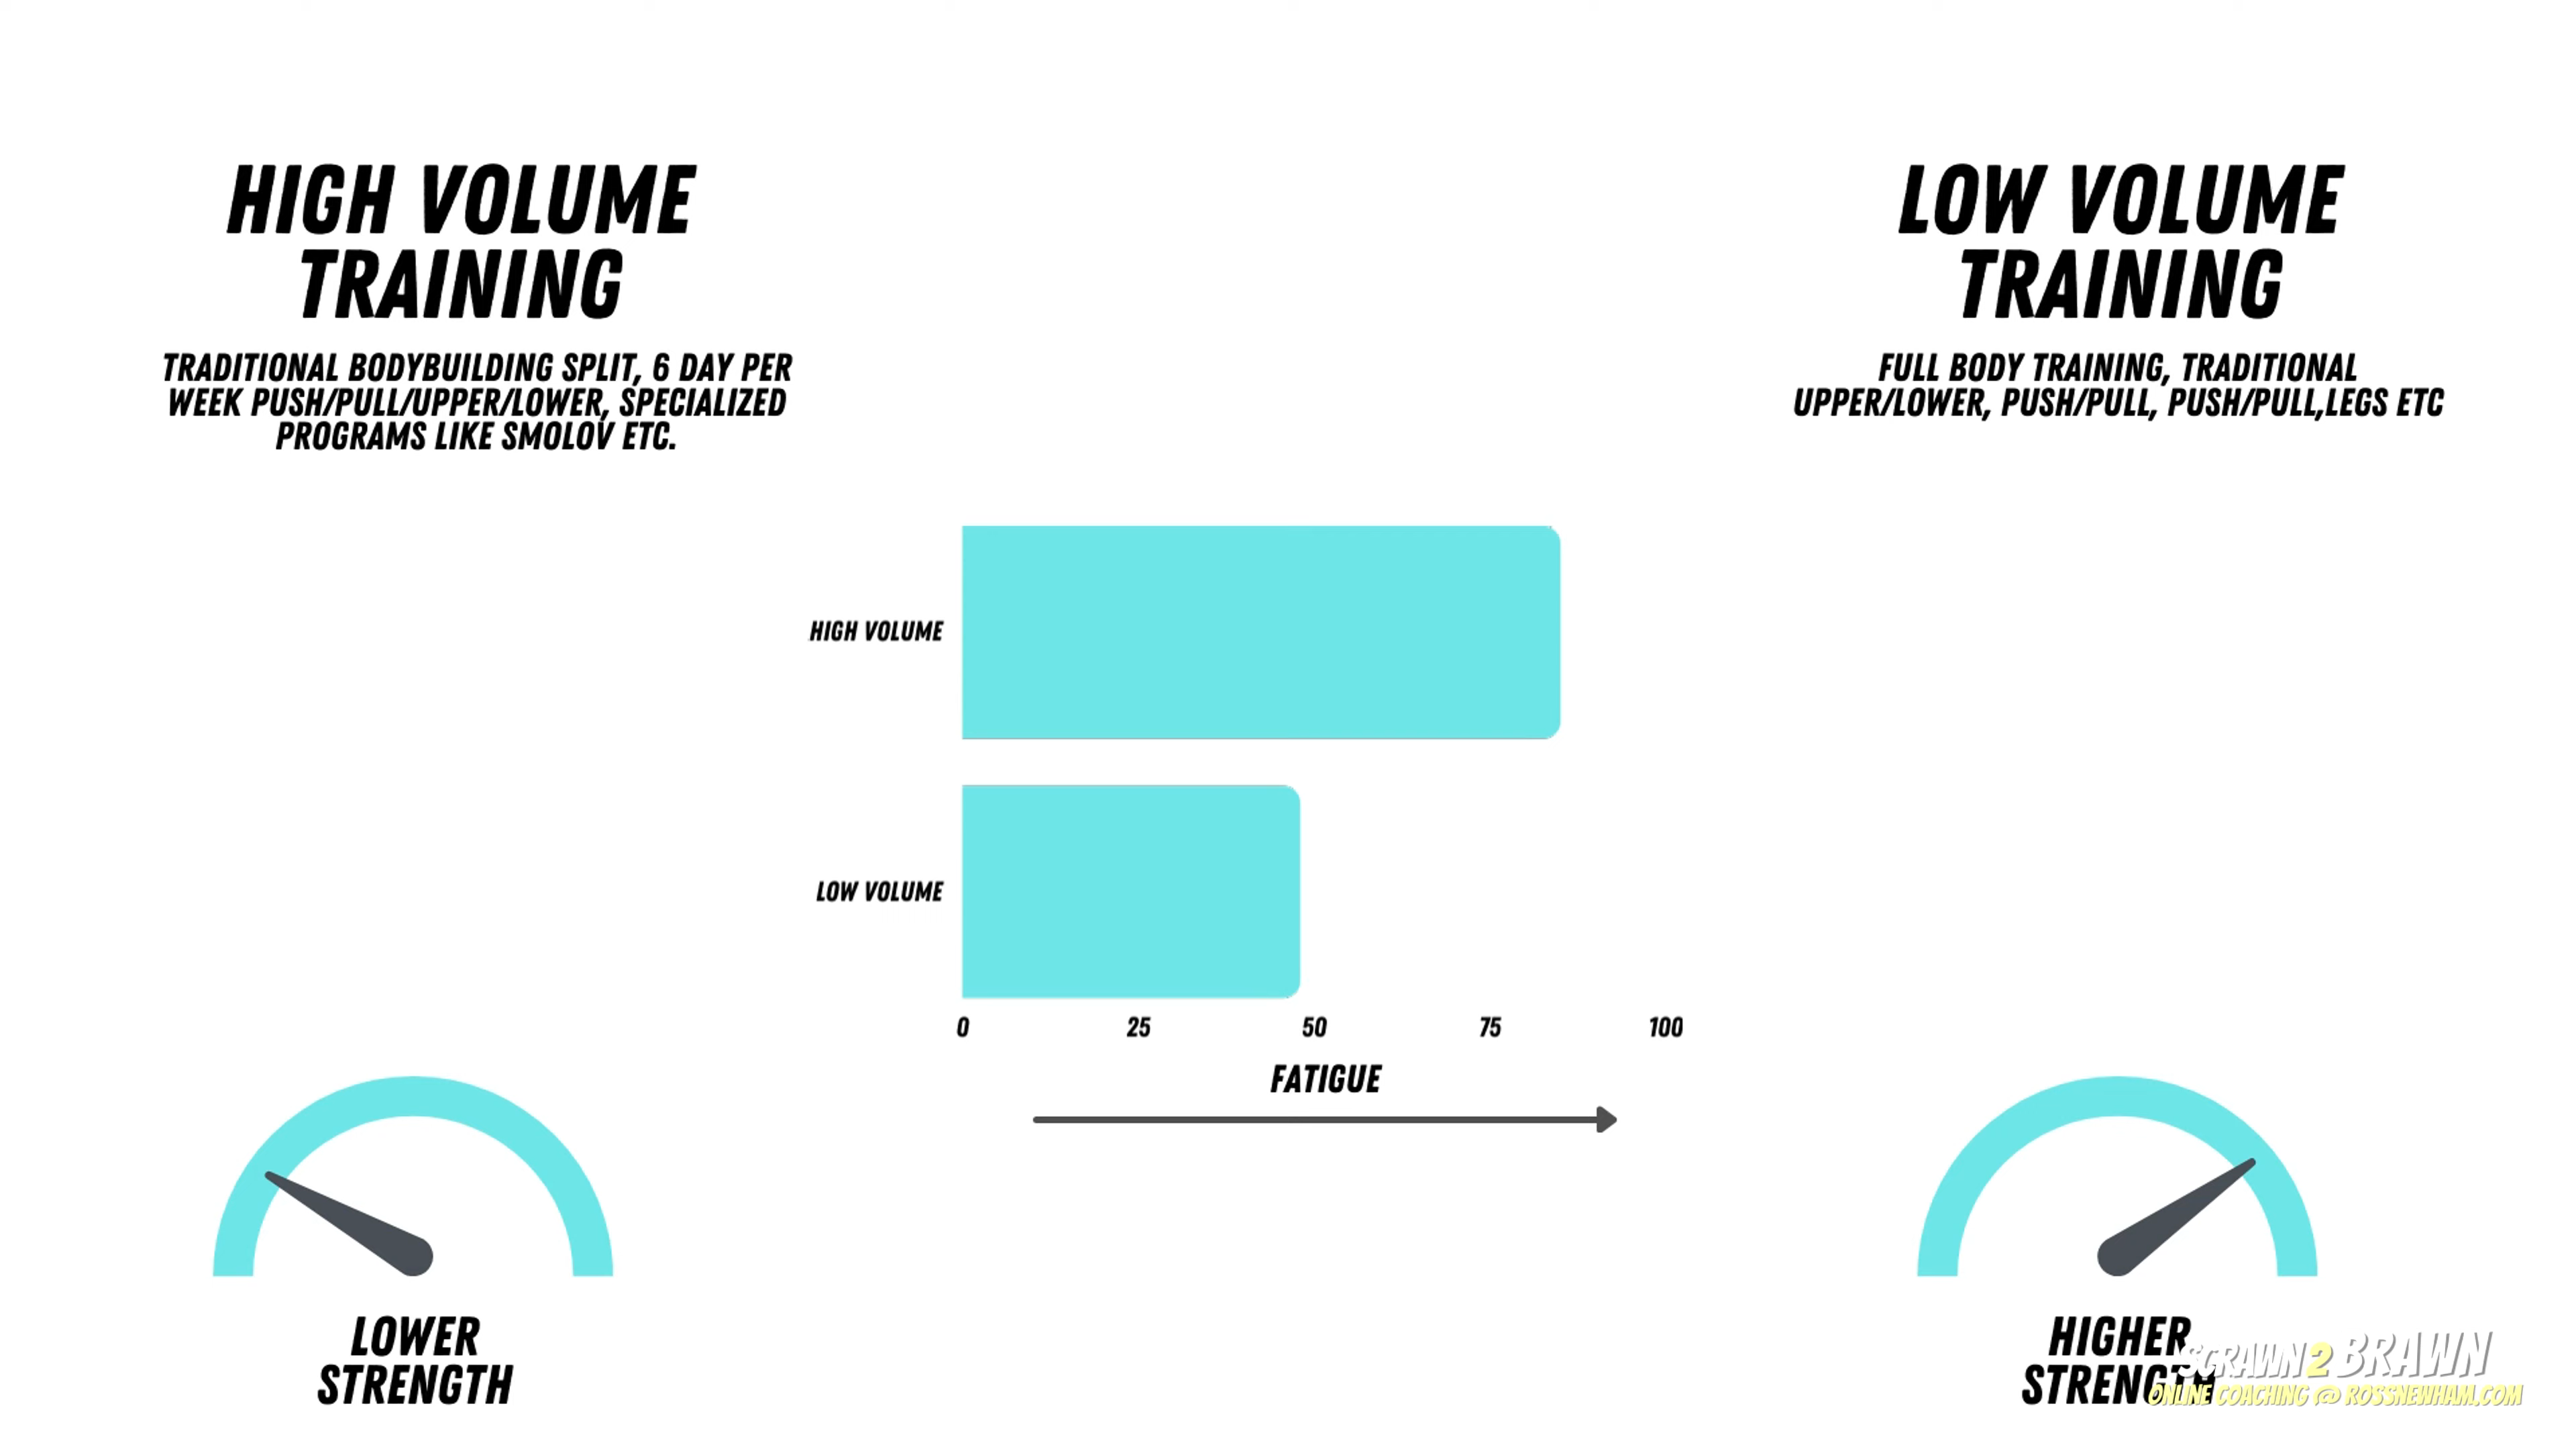 HIGH VOLUME
TRAINING
TRADITIONAL BODYBUILDING SPLIT, 6 DAY PER
WEEK PUSH/PULL/UPPER/LOWER, SPECIALIZED
PROGRAMS LIKE SMOLOV ETC.
LOW VOLUME
TRAINING
FULL BODY TRAINING, TRADITIONAL
UPPER/LOWER, PUSH/PULL, PUSH/PULL,LEGS ETC
HIGH VOLUME
LOW VOLUME
0 25 50 75 100
FATIGUE
LOWER
STRENGTH
HIGHER
STRENGTH
SCRAWN2BRAWN
ONLINE COACHING @ ROSSNEWHAM.COM